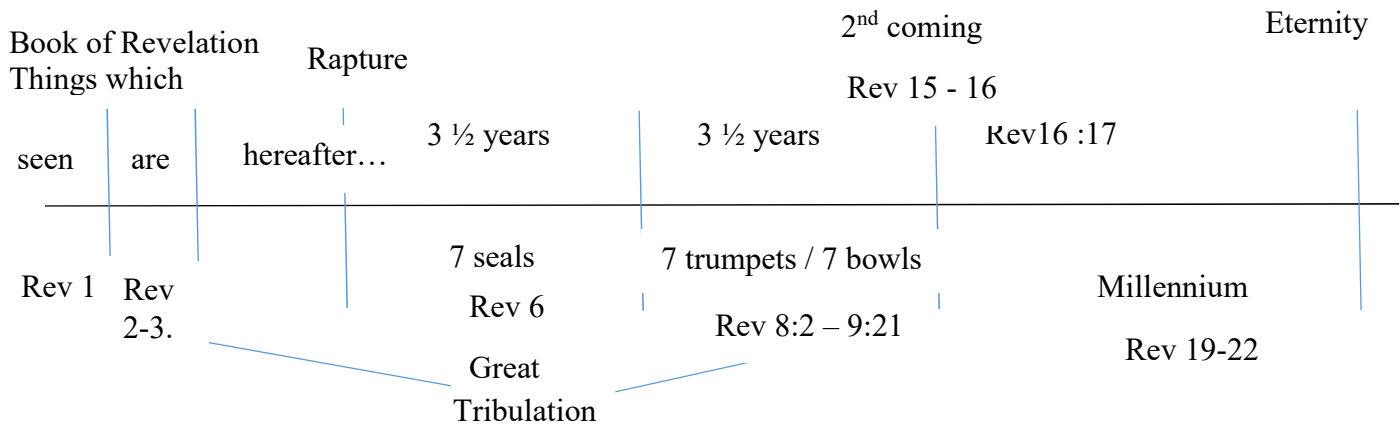 Book of Revelation
Things which
Rapture
2nd coming
Rev 15 - 16
Eternity
seen
are
hereafter…
3 ½ years
3 ½ years
Rev16 :17
Rev 1
Rev
2-3.
7 seals
Rev 6
Great
Tribulation
7 trumpets / 7 bowls
Rev 8:2 – 9:21
Millennium
Rev 19-22